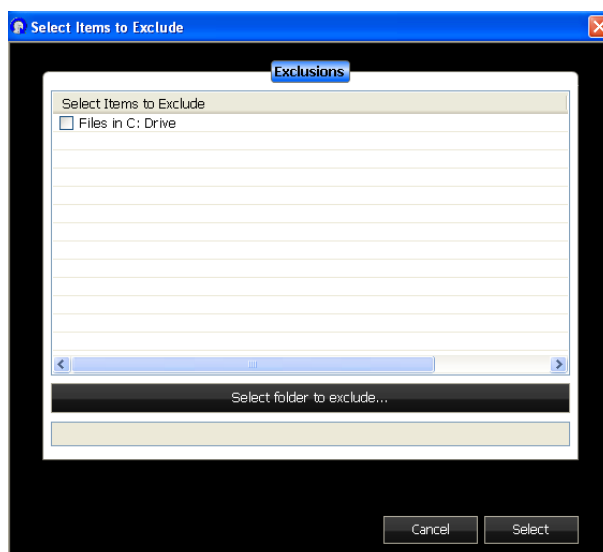 Select Items to Exclude
Exclusions
Select Items to Exclude
Files in C: Drive
Select folder to exclude...
Cancel
Select